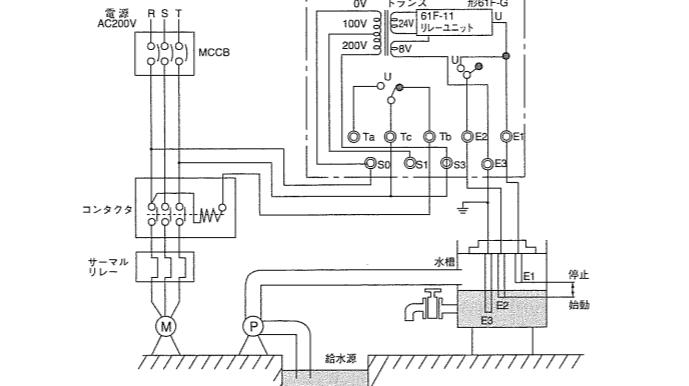 0V
トランス
形61F-G
電源
R S T
AC200V
100V
24V
61F-11
リレーユニット
U
200V
8V
MCCB
U
U
Ta
Tc
Tb
E2
E1
S0
S1
S3
E3
コンタクタ
サーマル
リレー
水槽
E1
停止
E2
始動
E3
M
P
給水源